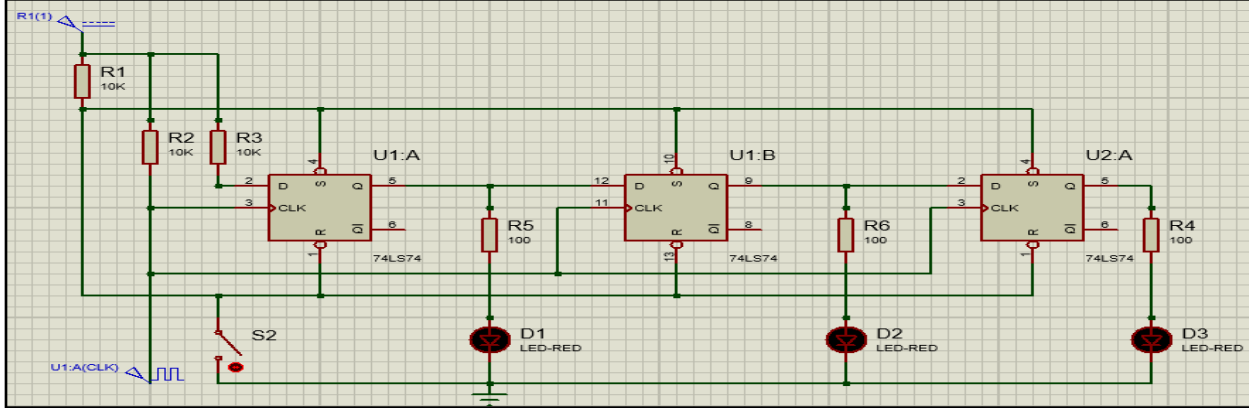 R1(1)
R1
10K
R2
10K
R3
10K
U1:A
4
2 D S Q 5
3 CLK
R Q 6
1
74LS74
R5
100
U1:B
10
12 D S Q 9
11 CLK
R Q 8
13
74LS74
R6
100
U2:A
4
2 D S Q 5
3 CLK
R Q 6
1
74LS74
R4
100
S2
D1
LED-RED
D2
LED-RED
D3
LED-RED
U1:A(CLK)